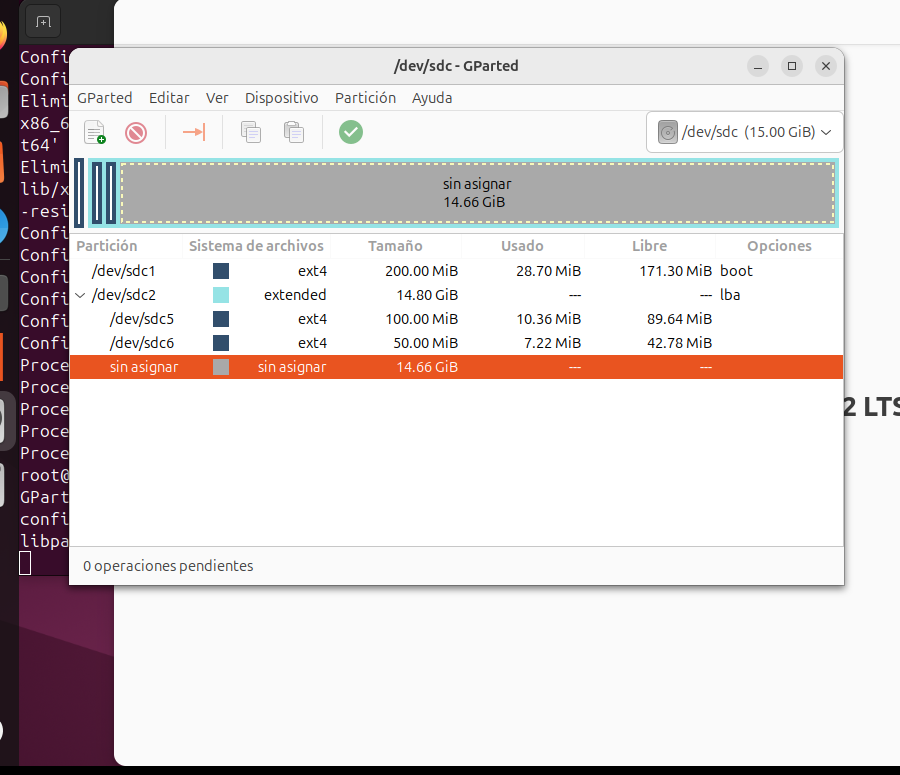 /dev/sdc - GParted
GParted Editar Ver Dispositivo Partición Ayuda
/dev/sdc (15.00 GiB)
sin asignar
14.66 GiB
Partición Sistema de archivos Tamaño Usado Libre Opciones
/dev/sdc1 ext4 200.00 MiB 28.70 MiB 171.30 MiB boot
/dev/sdc2 extended 14.80 GiB --- --- lba
/dev/sdc5 ext4 100.00 MiB 10.36 MiB 89.64 MiB
/dev/sdc6 ext4 50.00 MiB 7.22 MiB 42.78 MiB
sin asignar sin asignar 14.66 GiB --- ---
0 operaciones pendientes
Confi
Confi
Elimi
x86_6
t64'
Elimi
lib/x
-resi
Confi
Confi
Confi
Confi
Confi
Confi
Proce
Proce
Proce
Proce
Proce
root@
GPart
confi
libpa
2 LTS